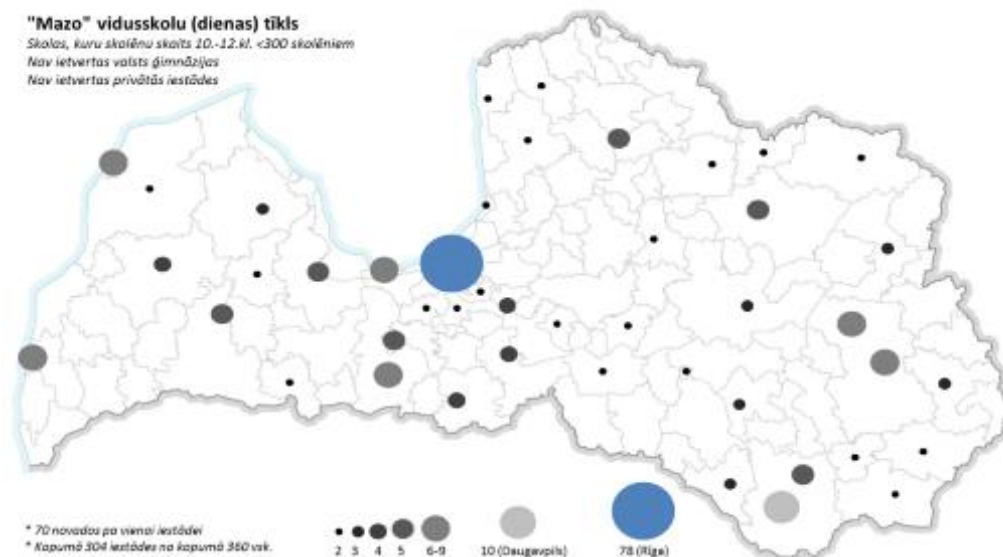 "Mazo" vidusskolu (dienas) tīkls
Skolas, kuru skolēnu skaits 10.-12.kl. <300 skolēniem
Nav ietvertas valsts ģimnāzijas
Nav ietvertas privātās iestādes
* 70 novados pa vienai iestādei
* Kopumā 304 iestādes no kopumā 360 vsk.
2 3 4 5 6-9 10 (Daugavpils) 78 (Rīga)